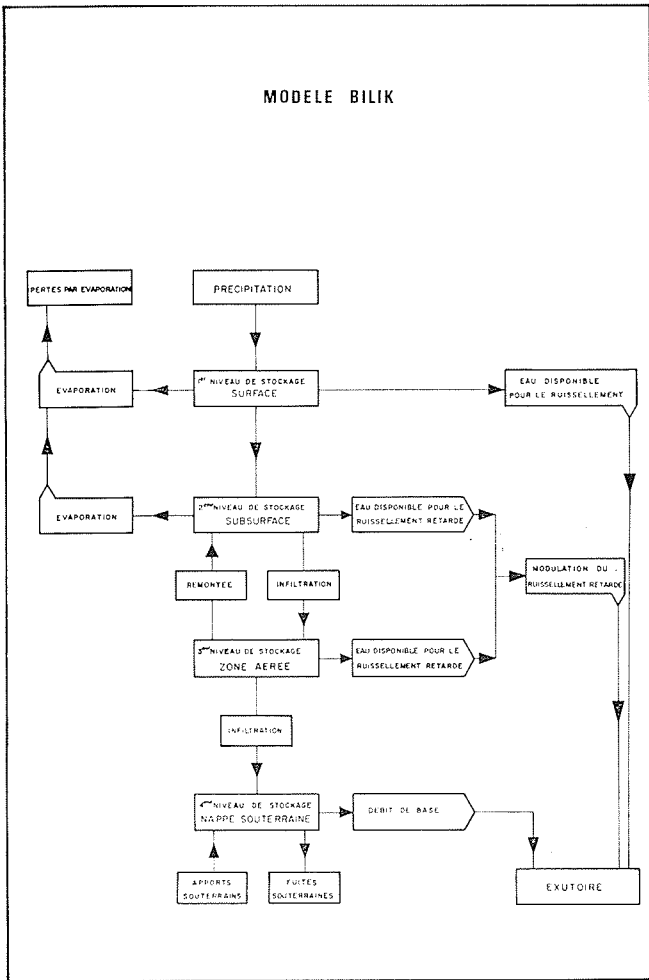 MODELE BILIK
PERTES PAR EVAPORATION
PRECIPITATION
1er NIVEAU DE STOCKAGE
SURFACE
EVAPORATION
EAU DISPONIBLE
POUR LE RUISSELLEMENT
2eme NIVEAU DE STOCKAGE
SUBSURFACE
EVAPORATION
EAU DISPONIBLE POUR LE
RUISSELLEMENT RETARDE
MODULATION DU
RUISSELLEMENT RETARDE
REMONTEE
INFILTRATION
3eme NIVEAU DE STOCKAGE
ZONE AEREE
EAU DISPONIBLE POUR LE
RUISSELLEMENT RETARDE
INFILTRATION
4eme NIVEAU DE STOCKAGE
NAPPE SOUTERRAINE
DEBIT DE BASE
APPORTS
SOUTERRAINS
FUITES
SOUTERRAINES
EXUTOIRE